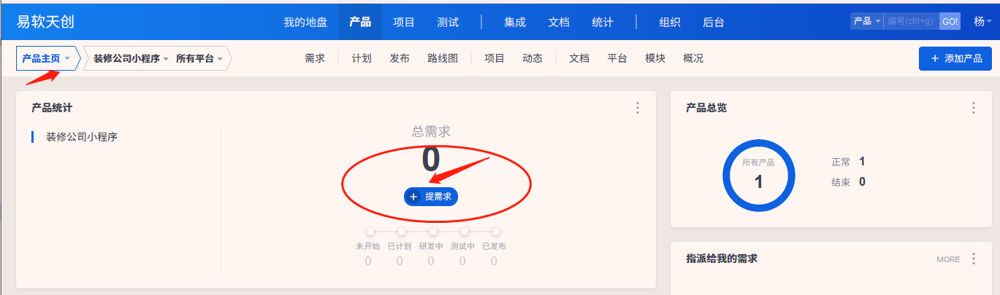 易软天创 我的地盘 产品 项目 测试 集成 文档 统计 组织 后台 产品 编号(ctrl+g) GO! 杨
产品主页 装修公司小程序 所有平台 需求 计划 发布 路线图 项目 动态 文档 平台 模块 概况 + 添加产品
产品统计
装修公司小程序
总需求
0
+ 提需求
未开始 已计划 研发中 测试中 已发布
0 0 0 0 0
产品总览
所有产品
1
正常 1
结束 0
指派给我的需求 MORE